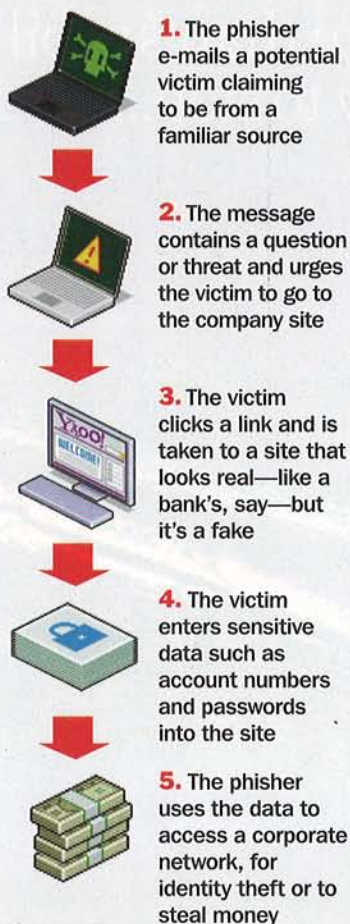 1. The phisher
e-mails a potential
victim claiming
to be from a
familiar source
2. The message
contains a question
or threat and urges
the victim to go to
the company site
YXOO!
WELCOME!
3. The victim
clicks a link and is
taken to a site that
looks real—like a
bank's, say—but
it's a fake
4. The victim
enters sensitive
data such as
account numbers
and passwords
into the site
5. The phisher
uses the data to
access a corporate
network, for
identity theft or to
steal money